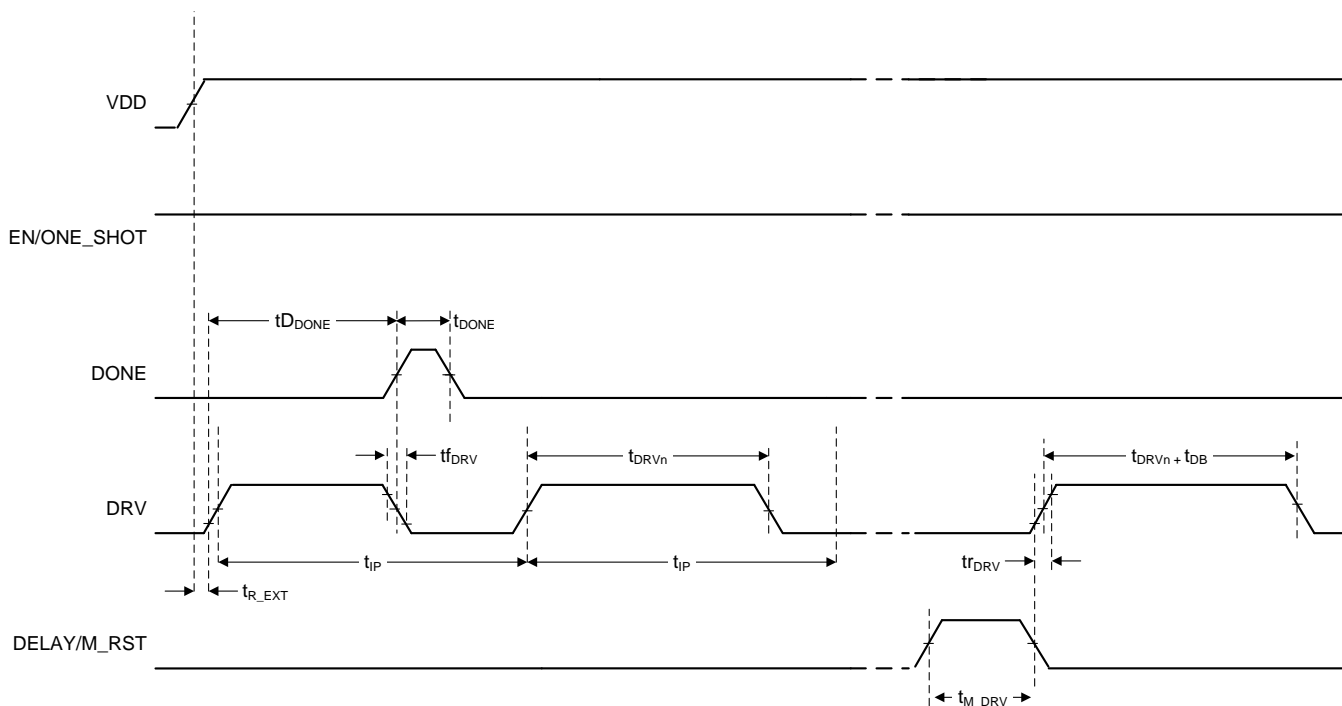 VDD
EN/ONE_SHOT
tD_DONE
t_DONE
DONE
tf_DRV
t_DRVn
t_DRVn + t_DB
DRV
t_IP
t_IP
tr_DRV
t_R_EXT
DELAY/M_RST
t_M_DRV